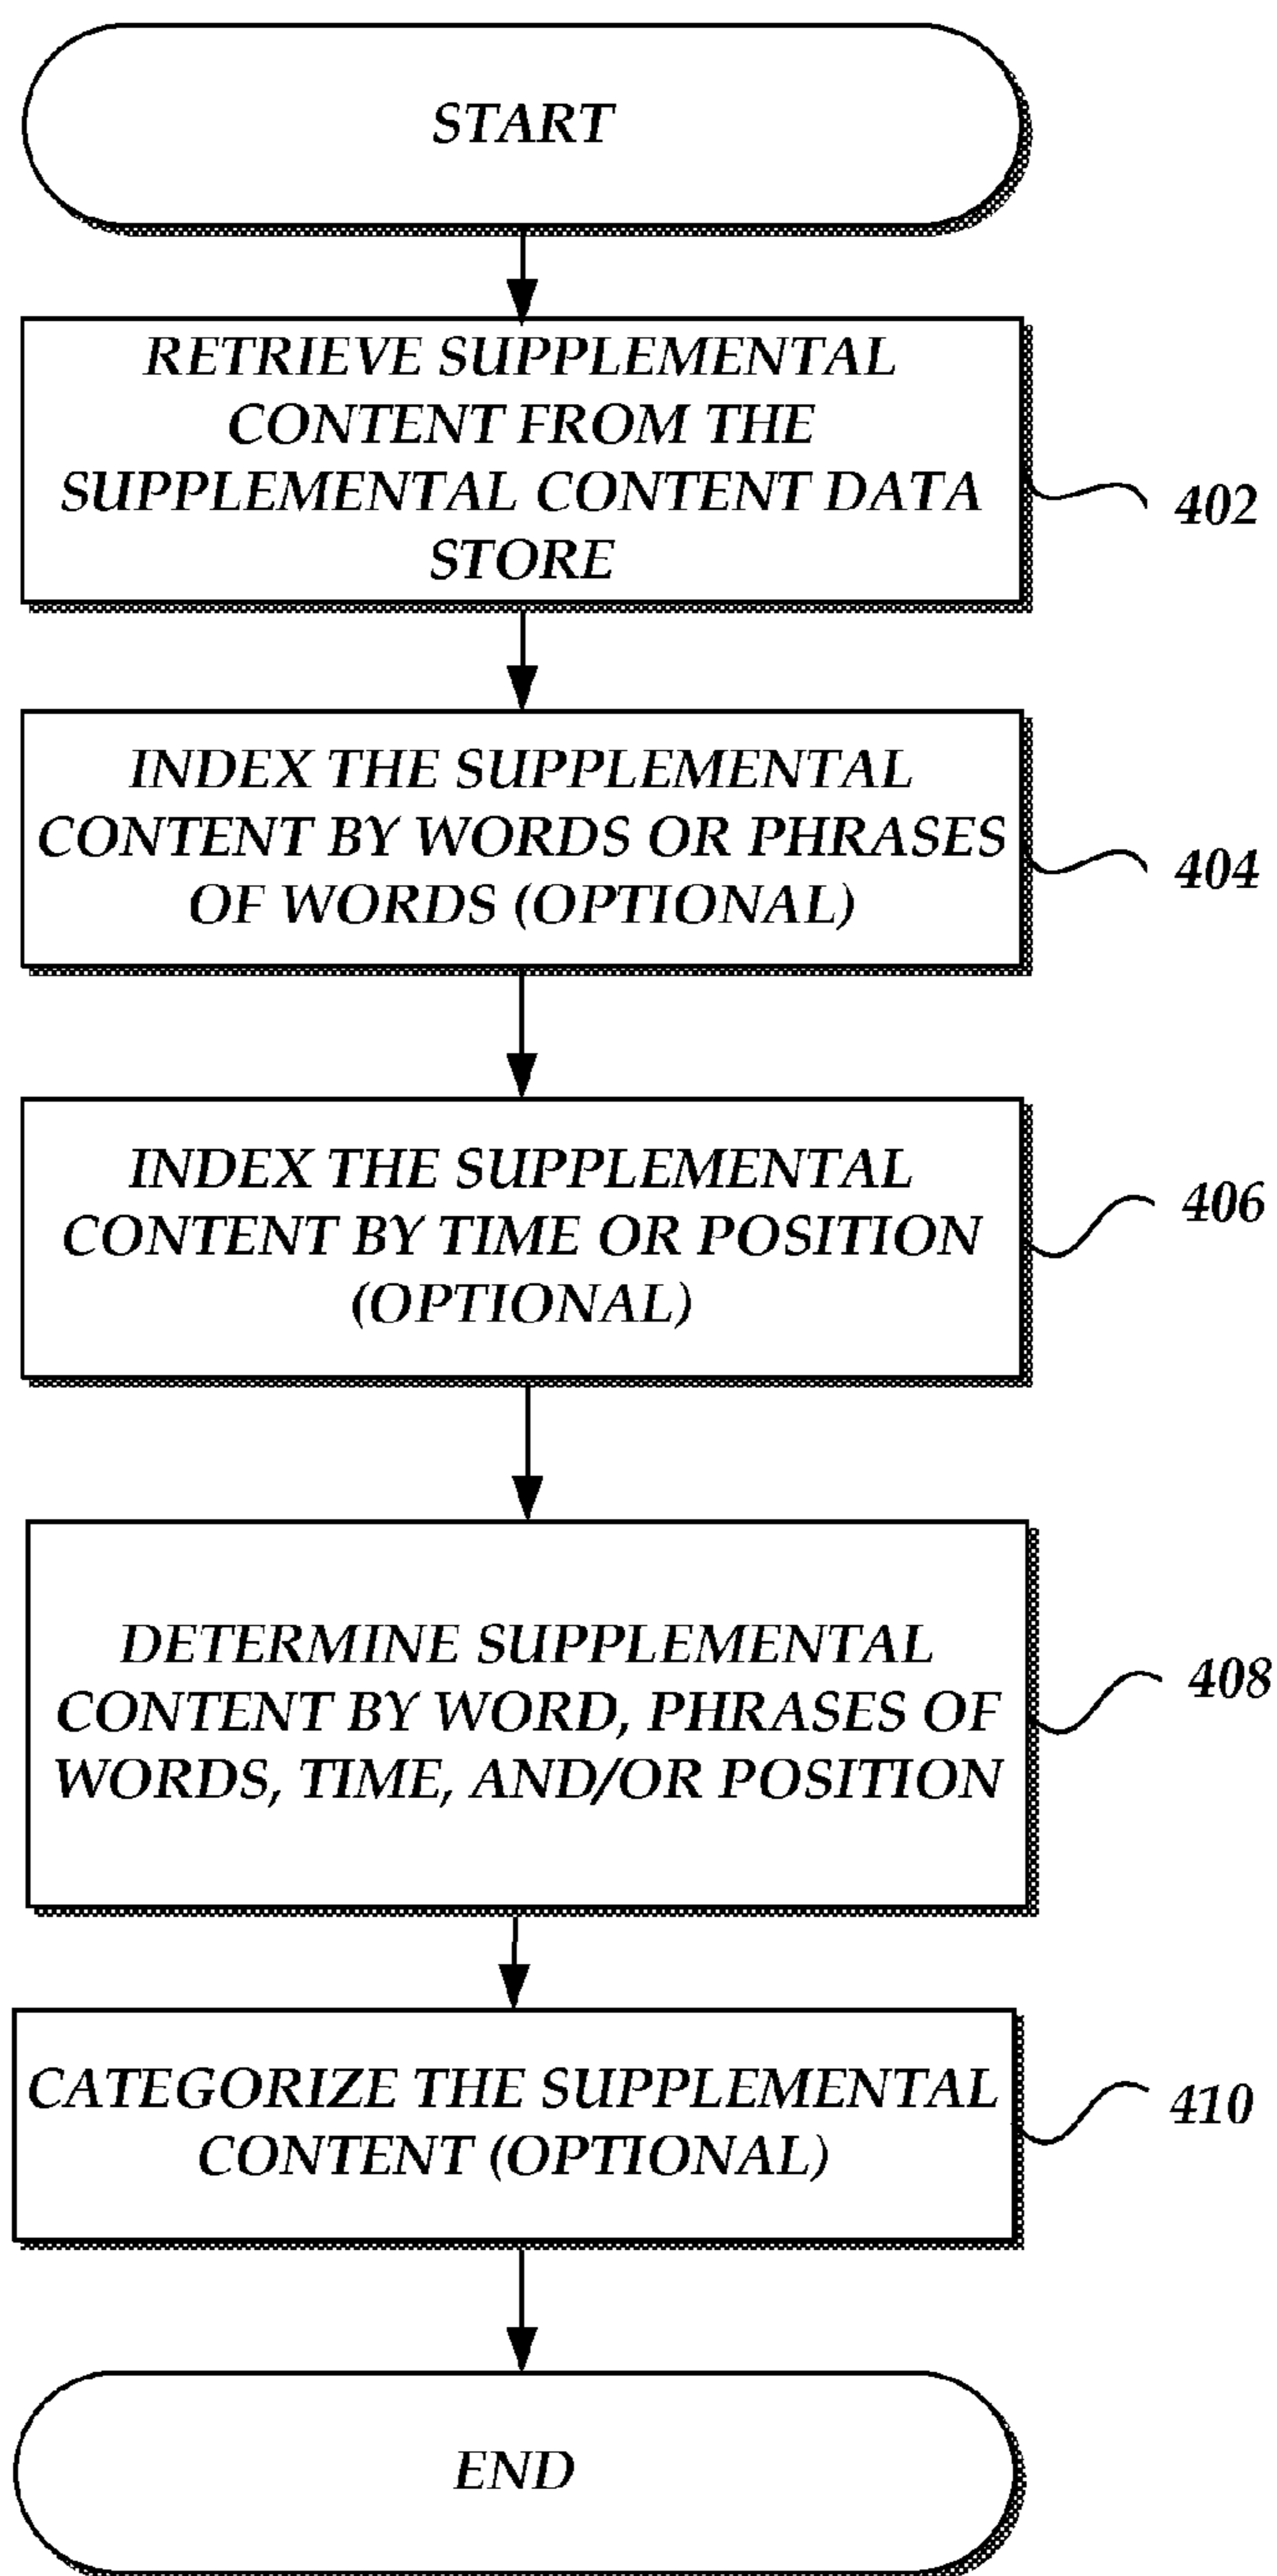 START
RETRIEVE SUPPLEMENTAL
CONTENT FROM THE
SUPPLEMENTAL CONTENT DATA
STORE
402
INDEX THE SUPPLEMENTAL
CONTENT BY WORDS OR PHRASES
OF WORDS (OPTIONAL)
404
INDEX THE SUPPLEMENTAL
CONTENT BY TIME OR POSITION
(OPTIONAL)
406
DETERMINE SUPPLEMENTAL
CONTENT BY WORD, PHRASES OF
WORDS, TIME, AND/OR POSITION
408
CATEGORIZE THE SUPPLEMENTAL
CONTENT (OPTIONAL)
410
END